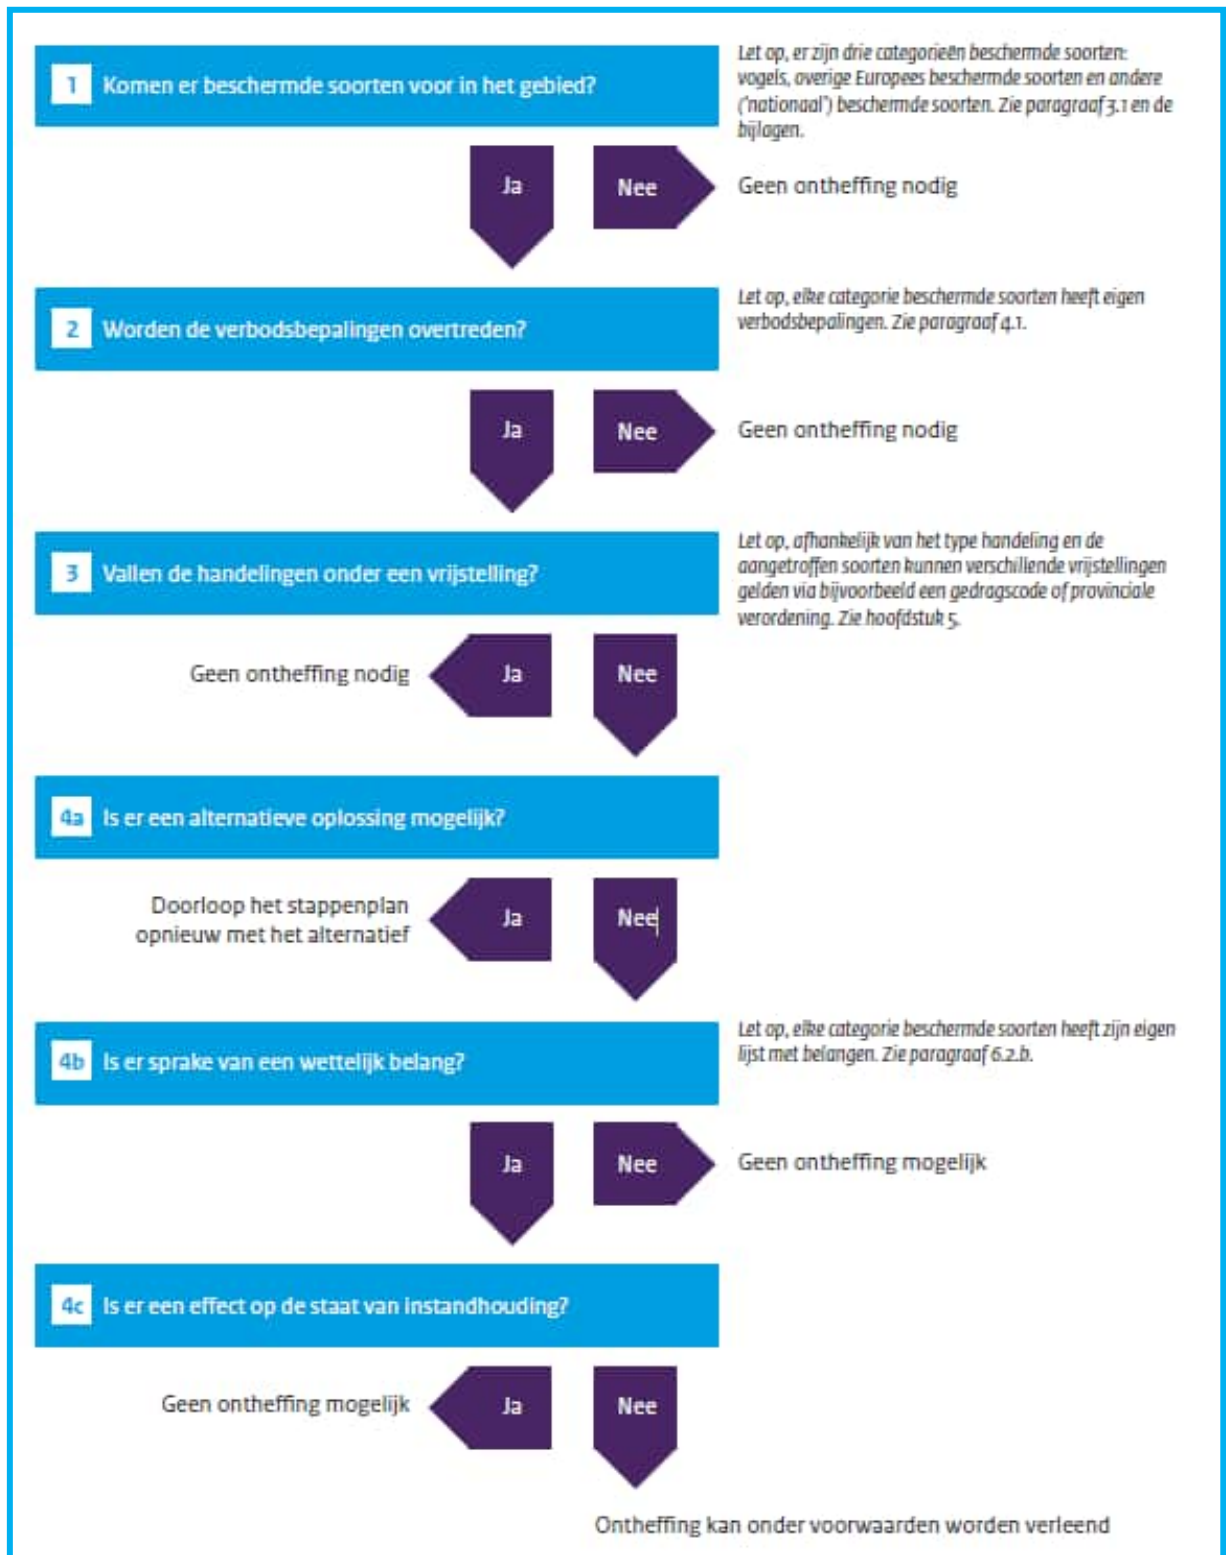 1 Komen er beschermde soorten voor in het gebied?
Let op, er zijn drie categorieën beschermde soorten:
vogels, overige Europees beschermde soorten en andere
('nationaal') beschermde soorten. Zie paragraaf 3.1 en de
bijlagen.
Ja
Nee
Geen ontheffing nodig
2 Worden de verbodsbepalingen overtreden?
Let op, elke categorie beschermde soorten heeft eigen
verbodsbepalingen. Zie paragraaf 4.1.
Ja
Nee
Geen ontheffing nodig
3 Vallen de handelingen onder een vrijstelling?
Let op, afhankelijk van het type handeling en de
aangetroffen soorten kunnen verschillende vrijstellingen
gelden via bijvoorbeeld een gedragscode of provinciale
verordening. Zie hoofdstuk 5.
Geen ontheffing nodig
Ja
Nee
4a Is er een alternatieve oplossing mogelijk?
Doorloop het stappenplan
opnieuw met het alternatief
Ja
Nee
4b Is er sprake van een wettelijk belang?
Let op, elke categorie beschermde soorten heeft zijn eigen
lijst met belangen. Zie paragraaf 6.2.b.
Ja
Nee
Geen ontheffing mogelijk
4c Is er een effect op de staat van instandhouding?
Geen ontheffing mogelijk
Ja
Nee
Ontheffing kan onder voorwaarden worden verleend